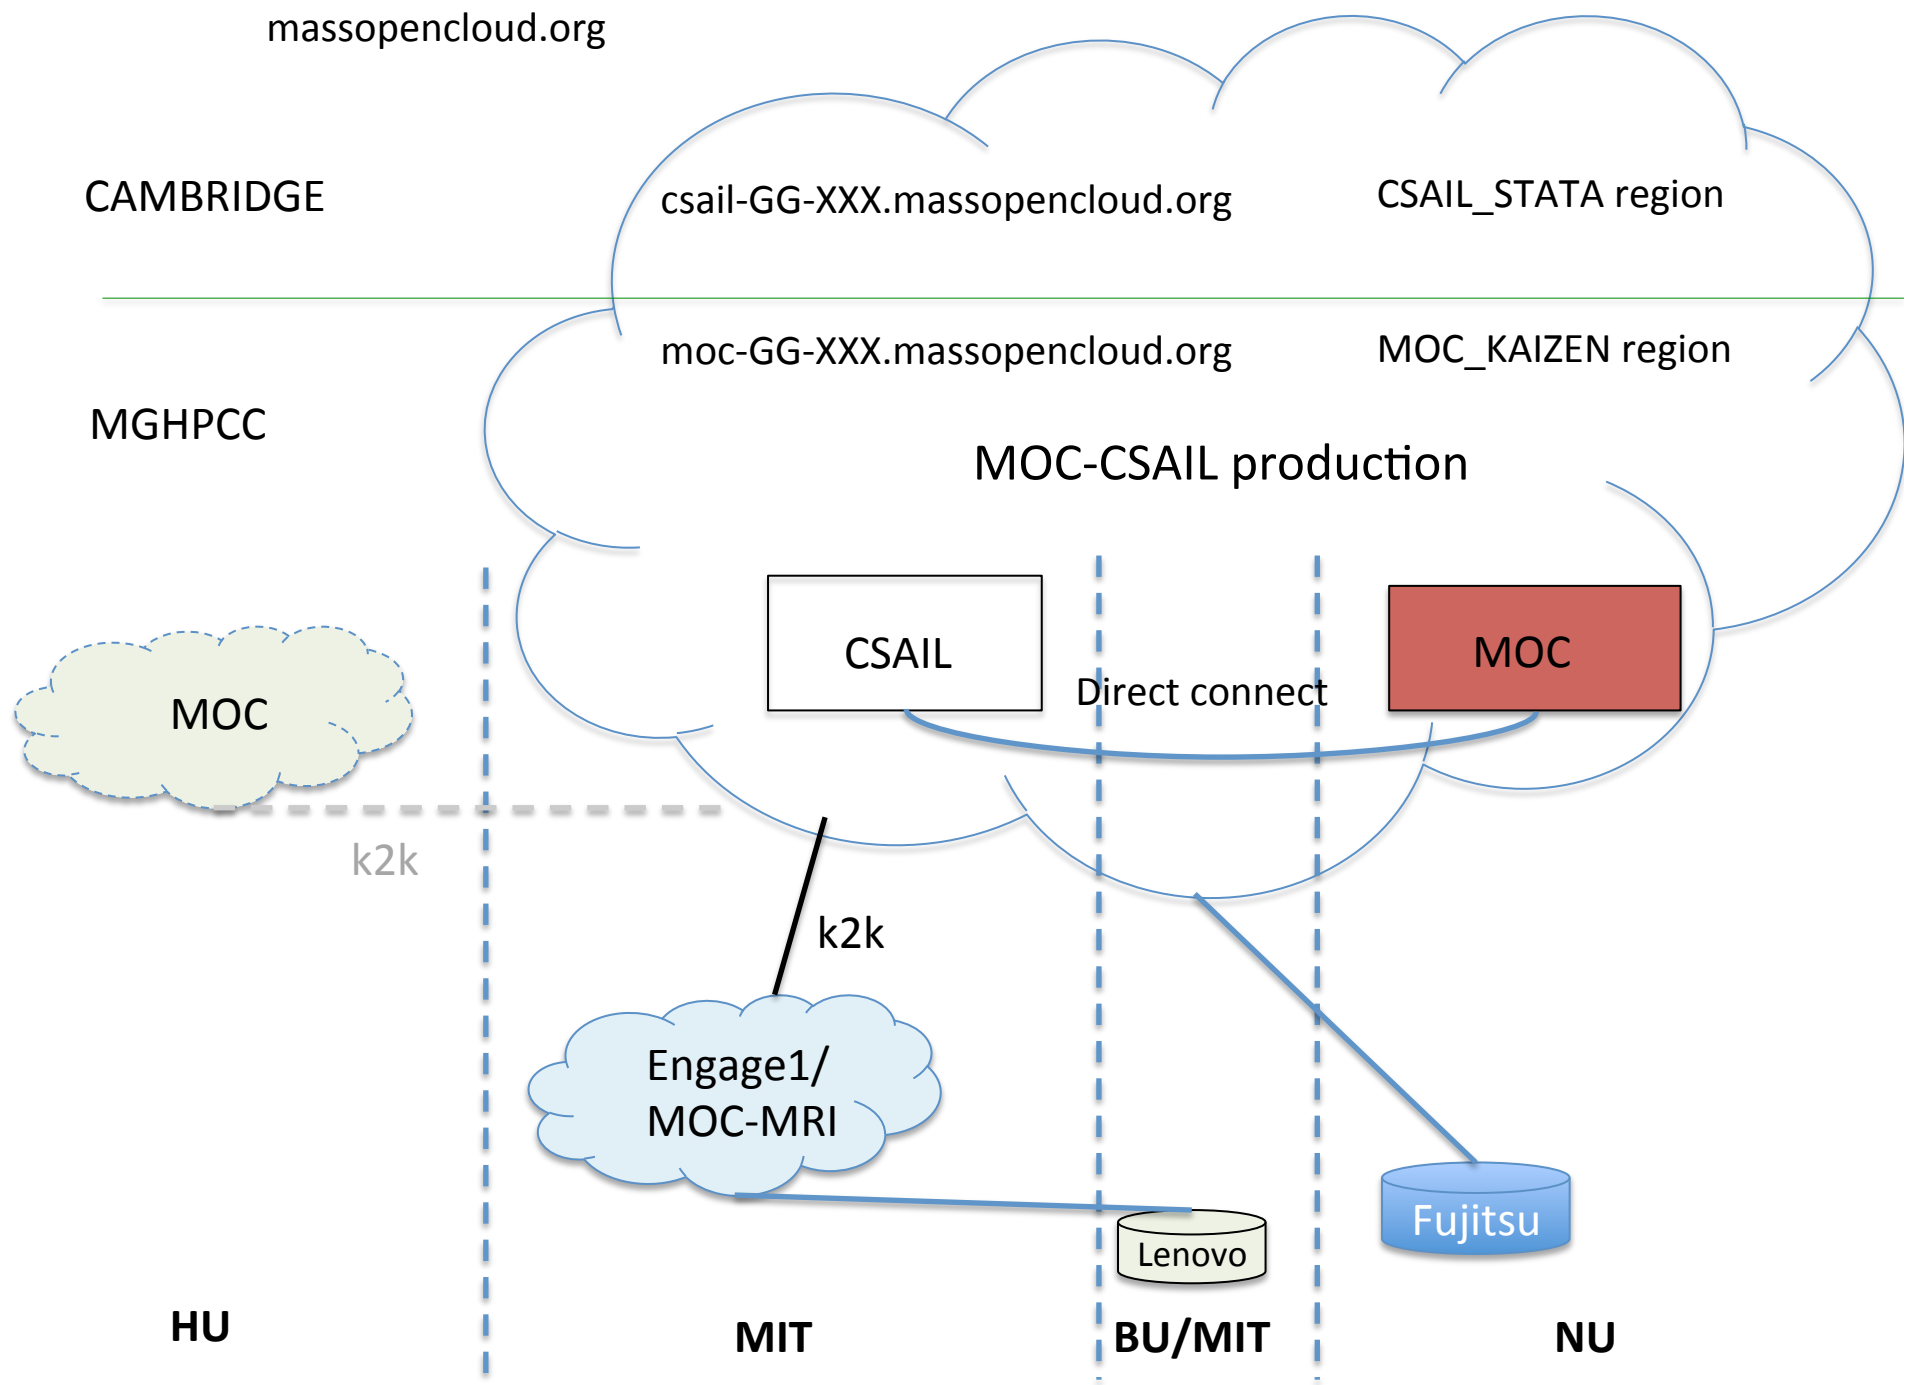 massopencloud.org
CAMBRIDGE
csail-GG-XXX.massopencloud.org
CSAIL_STATA region
moc-GG-XXX.massopencloud.org
MOC_KAIZEN region
MGHPCC
MOC-CSAIL production
CSAIL
MOC
Direct connect
MOC
k2k
k2k
Engage1/
MOC-MRI
Fujitsu
Lenovo
HU
MIT
BU/MIT
NU